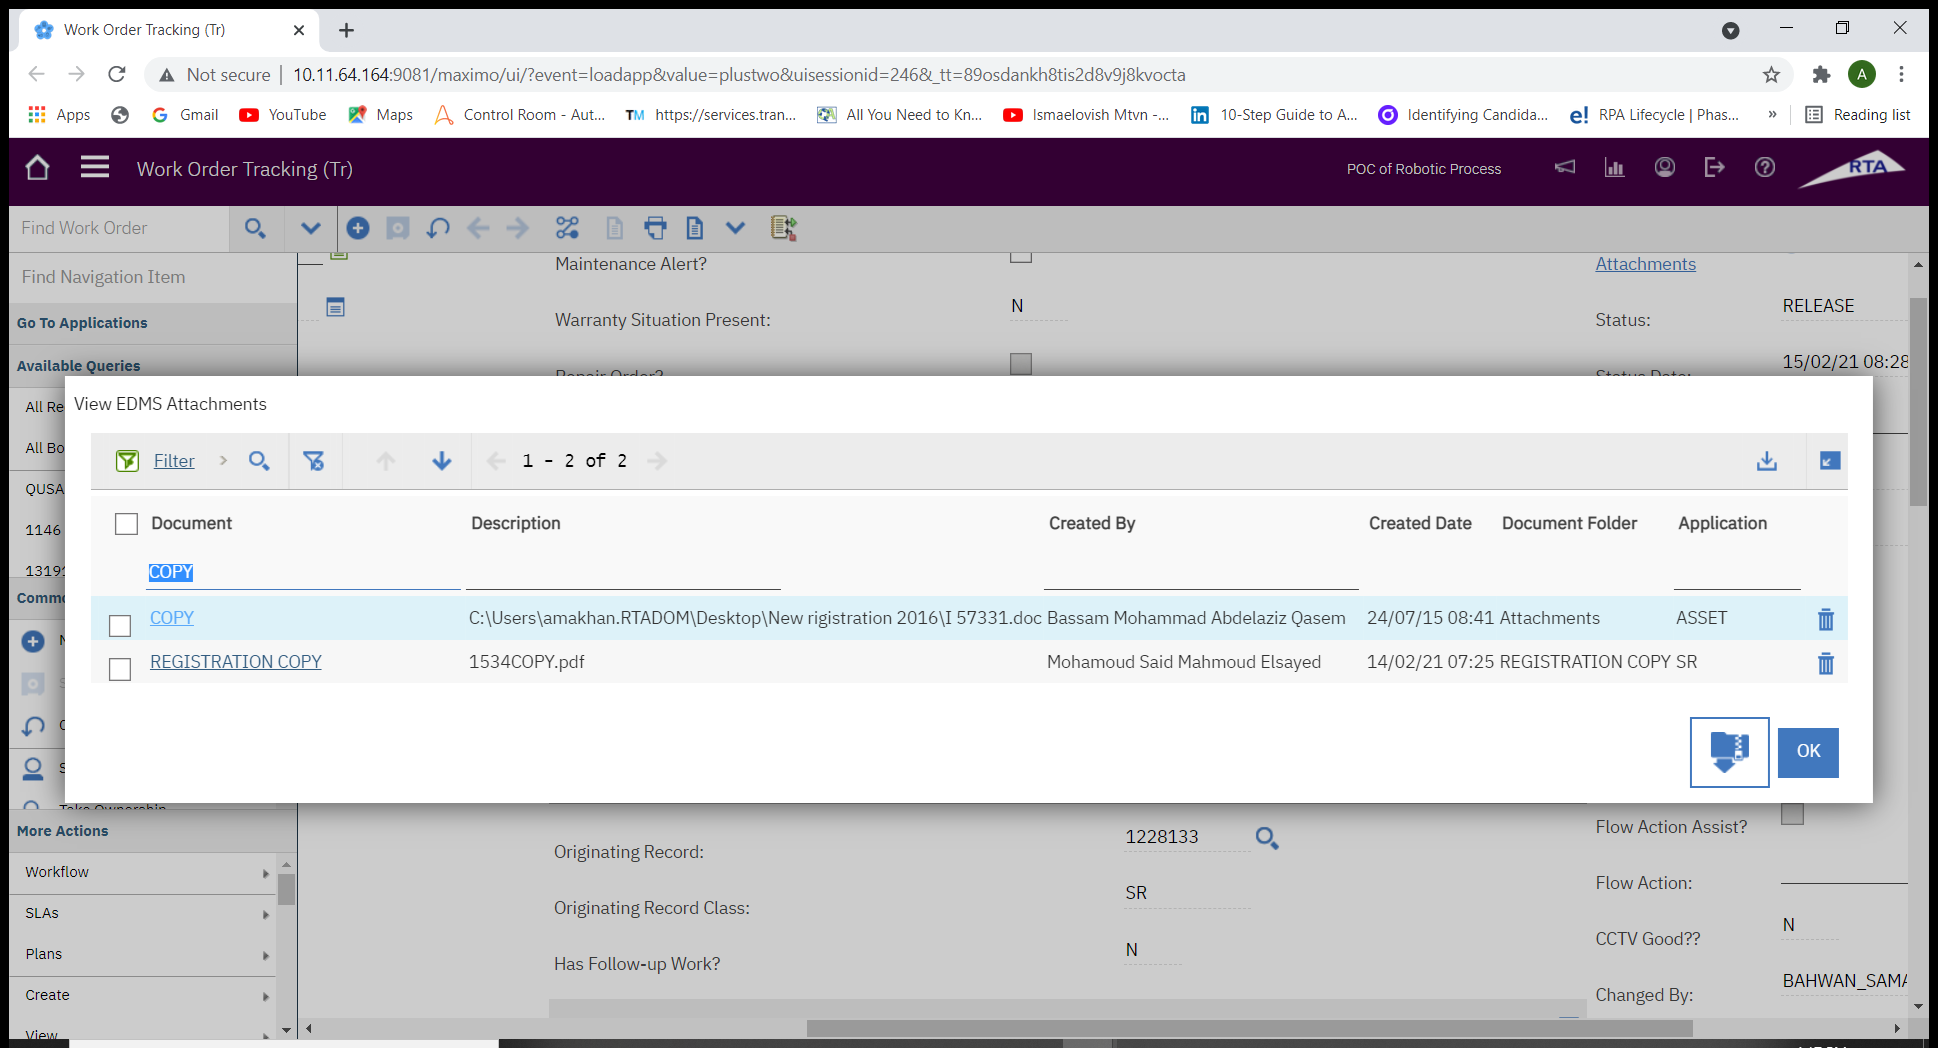 Work Order Tracking (Tr)
Not secure | 10.11.64.164:9081/maximo/ui/?event=loadapp&value=plustwo&uisessionid=246&_tt=89osdankh8tis2d8v9j8kvocta
A
Apps Gmail YouTube Maps Control Room - Aut... TM https://services.tran... All You Need to Kn... Ismaelovish Mtvn -... 10-Step Guide to A... Identifying Candida... e! RPA Lifecycle | Phas... » Reading list
Work Order Tracking (Tr) POC of Robotic Process RTA
Find Work Order
Find Navigation Item
Maintenance Alert? Attachments
Warranty Situation Present: N Status: RELEASE
Go To Applications
Available Queries
Repair Order? Status Date: 15/02/21 08:28
View EDMS Attachments
All Re
All Bo
QUSA
1146
1319
Filter 1 - 2 of 2
Document Description Created By Created Date Document Folder Application
COPY
COPY C:\Users\amakhan.RTADOM\Desktop\New rigistration 2016\I 57331.doc Bassam Mohammad Abdelaziz Qasem 24/07/15 08:41 Attachments ASSET
REGISTRATION COPY 1534COPY.pdf Mohamoud Said Mahmoud Elsayed 14/02/21 07:25 REGISTRATION COPY SR
OK
Take Ownership
More Actions
Workflow
SLAs
Plans
Create
View
Originating Record: 1228133
Originating Record Class: SR
Has Follow-up Work? N
Flow Action Assist?
Flow Action:
CCTV Good?? N
Changed By: BAHWAN_SAMA